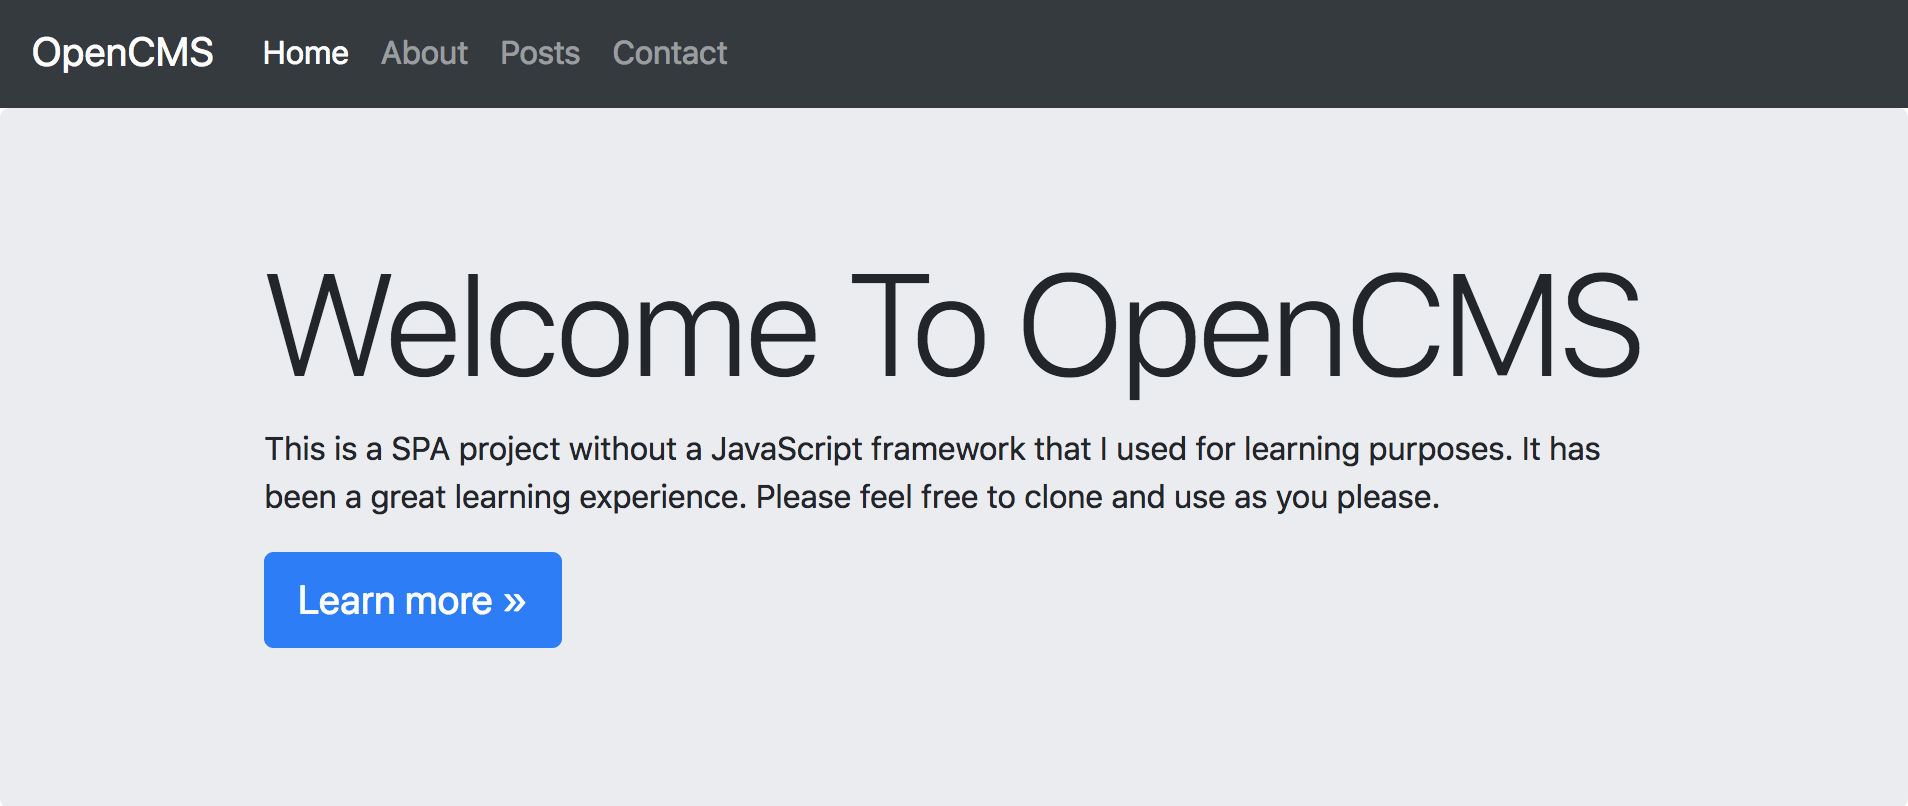 OpenCMS Home About Posts Contact
Welcome To OpenCMS
This is a SPA project without a JavaScript framework that I used for learning purposes. It has
been a great learning experience. Please feel free to clone and use as you please.
Learn more »